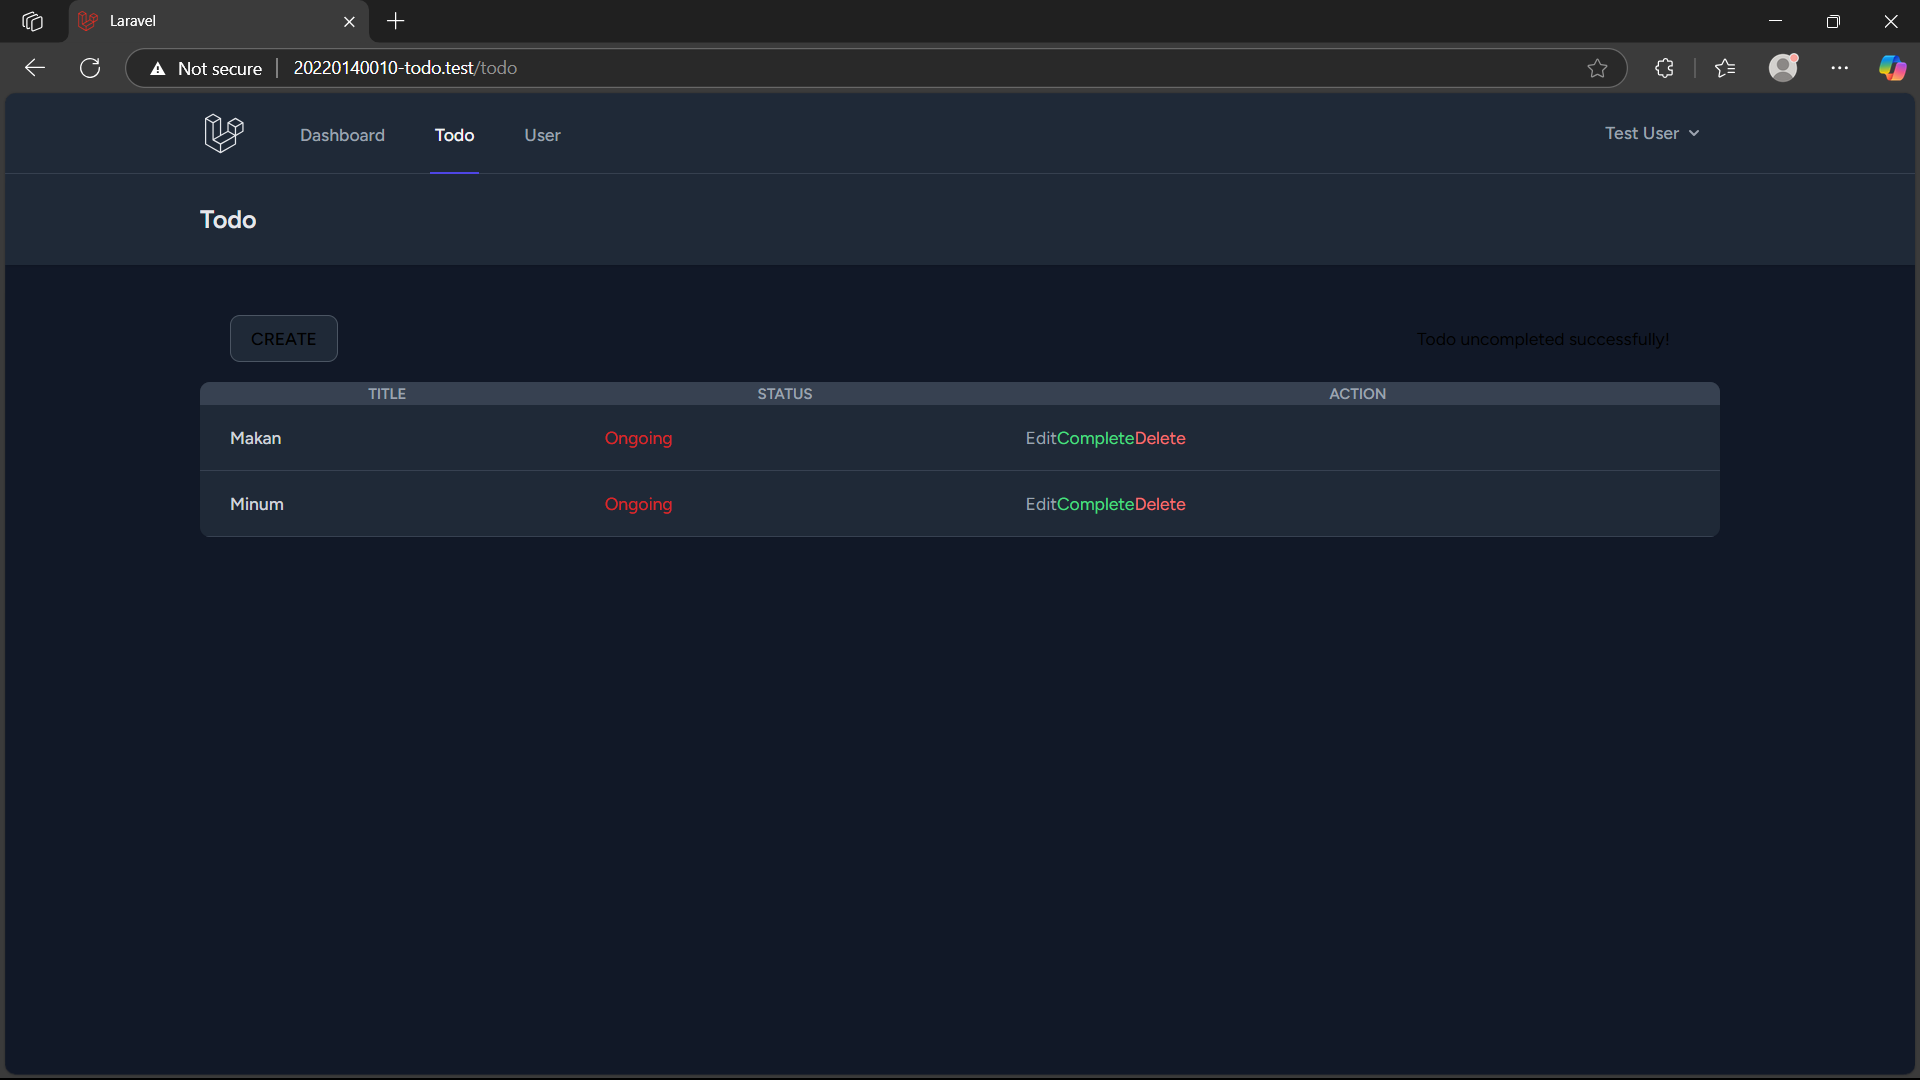 Laravel
Not secure 20220140010-todo.test/todo
Dashboard Todo User Test User
Todo
CREATE Todo uncompleted successfully!
TITLE STATUS ACTION
Makan Ongoing EditCompleteDelete
Minum Ongoing EditCompleteDelete